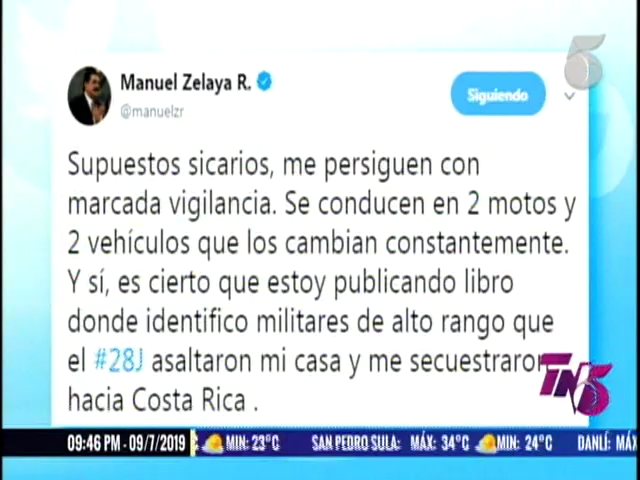 5
Manuel Zelaya R.
@manuelzr
Siguiendo
Supuestos sicarios, me persiguen con
marcada vigilancia. Se conducen en 2 motos y
2 vehículos que los cambian constantemente.
Y sí, es cierto que estoy publicando libro
donde identifico militares de alto rango que
el #28J asaltaron mi casa y me secuestraron
hacia Costa Rica .
TN5
09:46 PM - 09/7/2019 MIN: 23°C SAN PEDRO SULA: MÁX: 34°C MIN: 24°C DANLÍ: MÁX